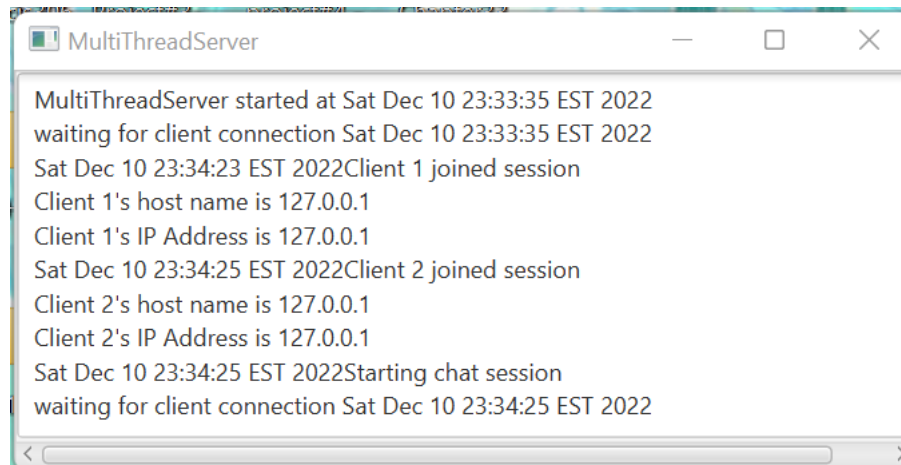 MultiThreadServer
MultiThreadServer started at Sat Dec 10 23:33:35 EST 2022
waiting for client connection Sat Dec 10 23:33:35 EST 2022
Sat Dec 10 23:34:23 EST 2022Client 1 joined session
Client 1's host name is 127.0.0.1
Client 1's IP Address is 127.0.0.1
Sat Dec 10 23:34:25 EST 2022Client 2 joined session
Client 2's host name is 127.0.0.1
Client 2's IP Address is 127.0.0.1
Sat Dec 10 23:34:25 EST 2022Starting chat session
waiting for client connection Sat Dec 10 23:34:25 EST 2022